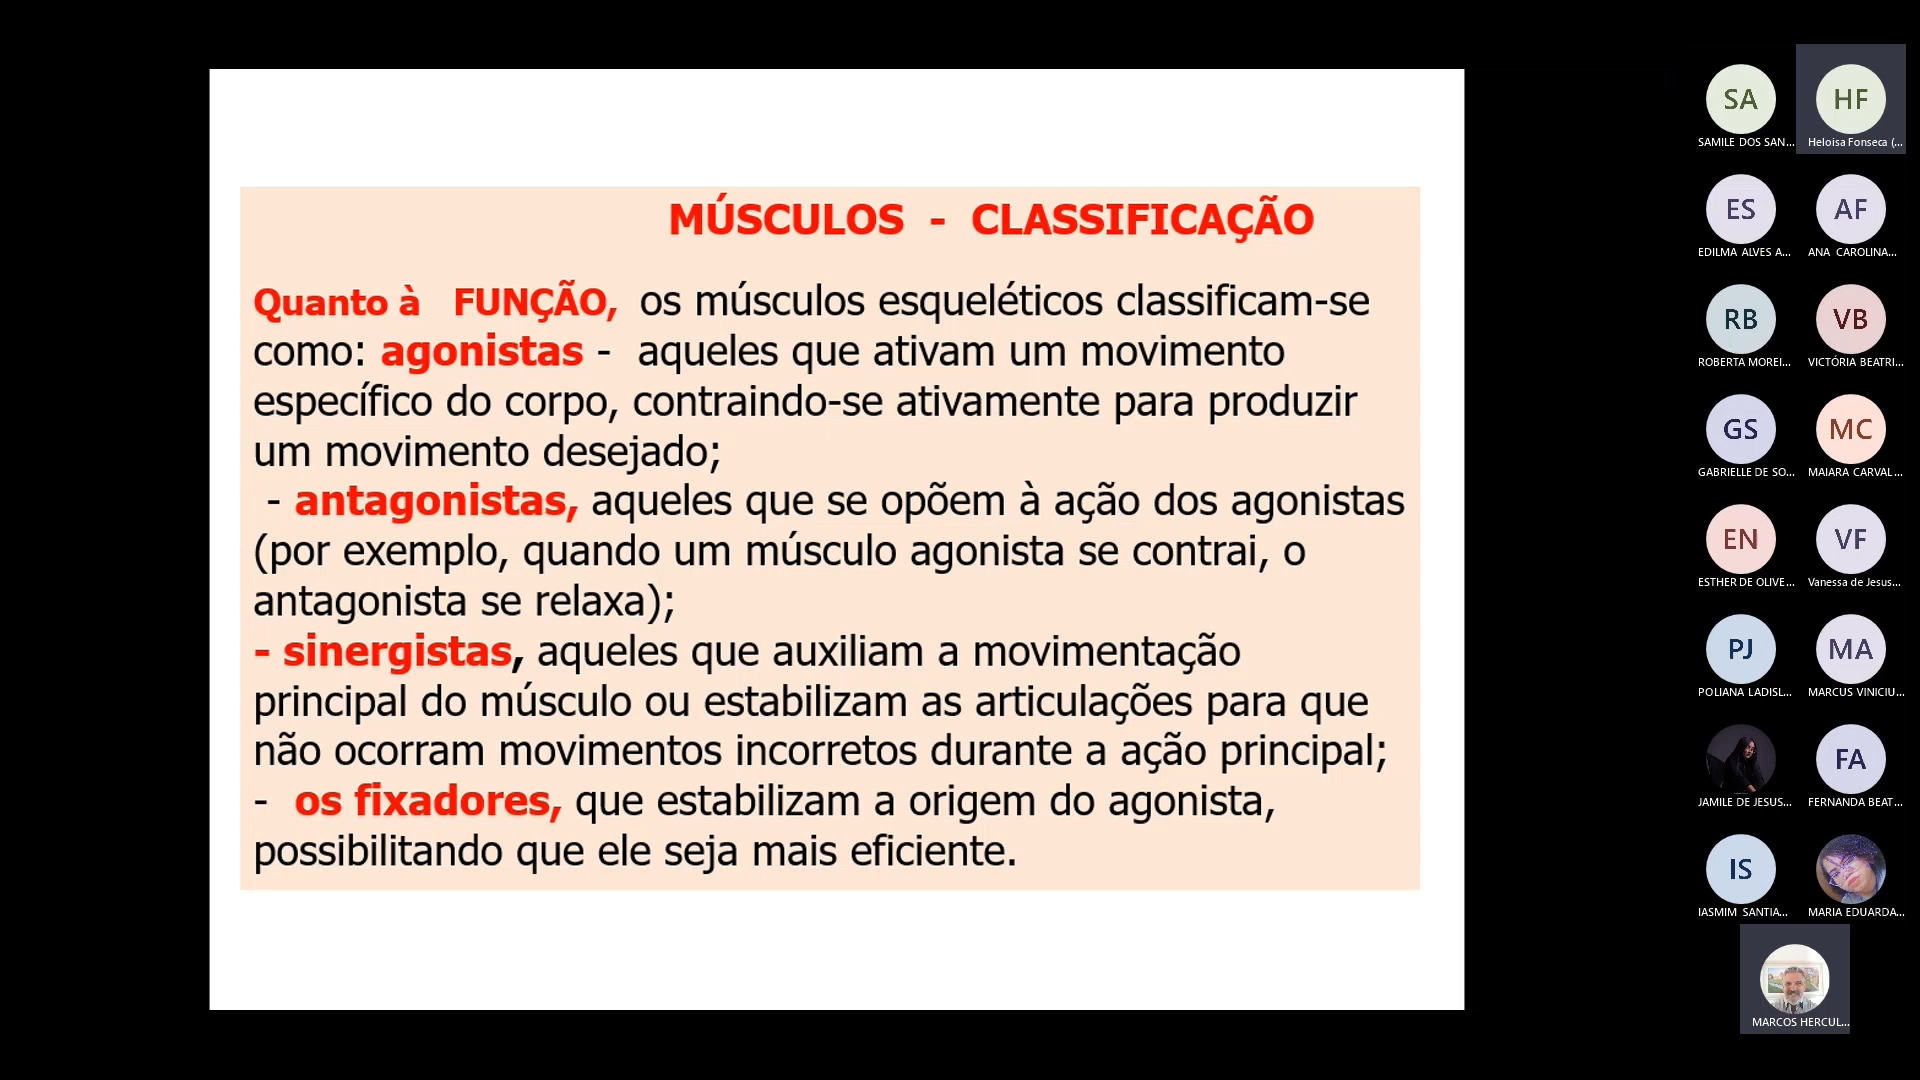 MÚSCULOS - CLASSIFICAÇÃO
Quanto à FUNÇÃO, os músculos esqueléticos classificam-se
como: agonistas - aqueles que ativam um movimento
específico do corpo, contraindo-se ativamente para produzir
um movimento desejado;
- antagonistas, aqueles que se opõem à ação dos agonistas
(por exemplo, quando um músculo agonista se contrai, o
antagonista se relaxa);
- sinergistas, aqueles que auxiliam a movimentação
principal do músculo ou estabilizam as articulações para que
não ocorram movimentos incorretos durante a ação principal;
- os fixadores, que estabilizam a origem do agonista,
possibilitando que ele seja mais eficiente.
SA
SAMILE DOS SAN...
HF
Heloisa Fonseca (...
ES
EDILMA ALVES A...
AF
ANA CAROLINA...
RB
ROBERTA MOREI...
VB
VICTÓRIA BEATRI...
GS
GABRIELLE DE SO...
MC
MAIARA CARVAL...
EN
ESTHER DE OLIVE...
VF
Vanessa de Jesus...
PJ
POLIANA LADISL...
MA
MARCUS VINICIU...
JAMILE DE JESUS...
FA
FERNANDA BEAT...
IS
IASMIM SANTIA...
MARIA EDUARDA...
MARCOS HERCUL...